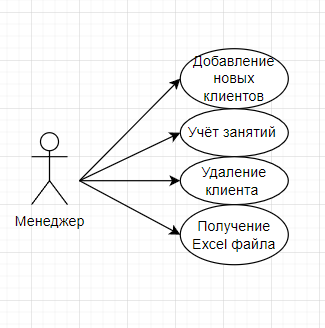 Добавление
новых
клиентов
Учёт занятий
Удаление
клиента
Менеджер
Получение
Excel файла